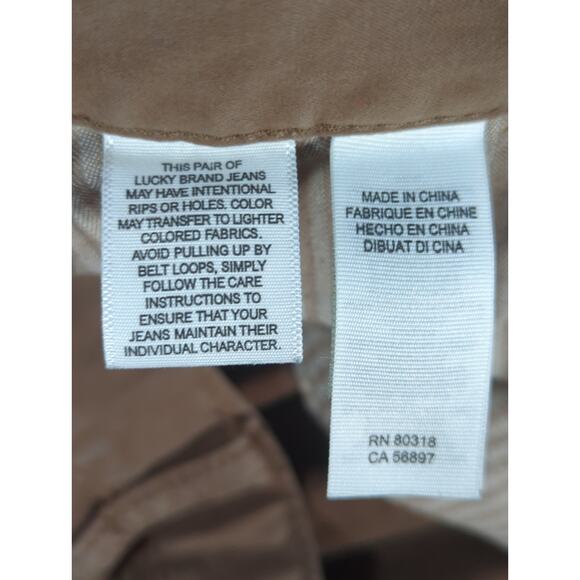 THIS PAIR OF
LUCKY BRAND JEANS
MAY HAVE INTENTIONAL
RIPS OR HOLES. COLOR
MAY TRANSFER TO LIGHTER
COLORED FABRICS.
AVOID PULLING UP BY
BELT LOOPS, SIMPLY
FOLLOW THE CARE
INSTRUCTIONS TO
ENSURE THAT YOUR
JEANS MAINTAIN THEIR
INDIVIDUAL CHARACTER.
MADE IN CHINA
FABRIQUE EN CHINE
HECHO EN CHINA
DIBUAT DI CINA
RN 80318
CA 56897